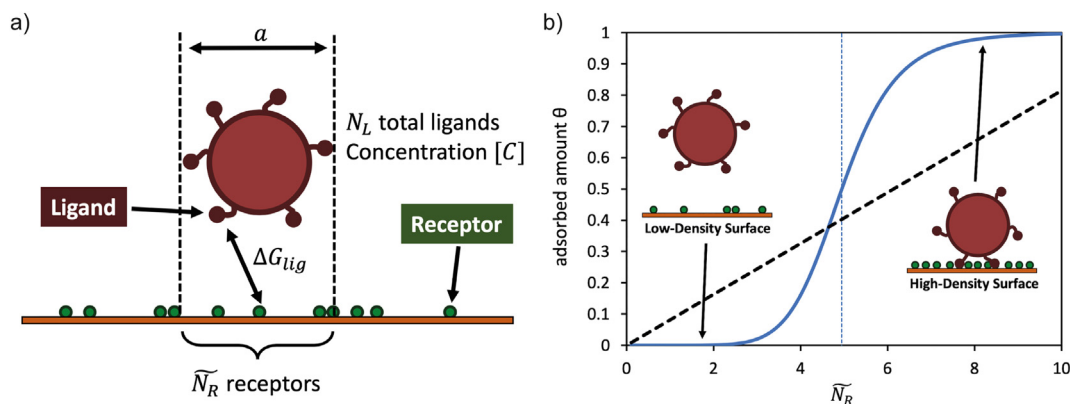 a)
a
N_L total ligands
Concentration [C]
Ligand
Receptor
ΔG_lig
Ñ_R receptors
b)
adsorbed amount θ
1
0.9
0.8
0.7
0.6
0.5
0.4
0.3
0.2
0.1
0
Low-Density Surface
High-Density Surface
0 2 4 6 8 10
Ñ_R